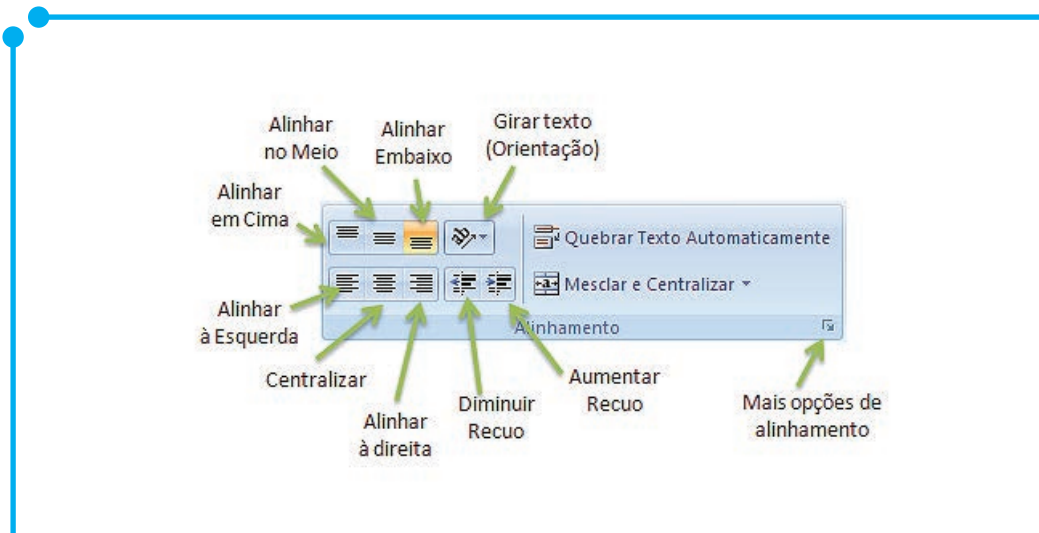 Alinhar
no Meio
Alinhar
Embaixo
Girar texto
(Orientação)
Alinhar
em Cima
Quebrar Texto Automaticamente
Mesclar e Centralizar
Alinhamento
Alinhar
à Esquerda
Centralizar
Alinhar
à direita
Diminuir
Recuo
Aumentar
Recuo
Mais opções de
alinhamento